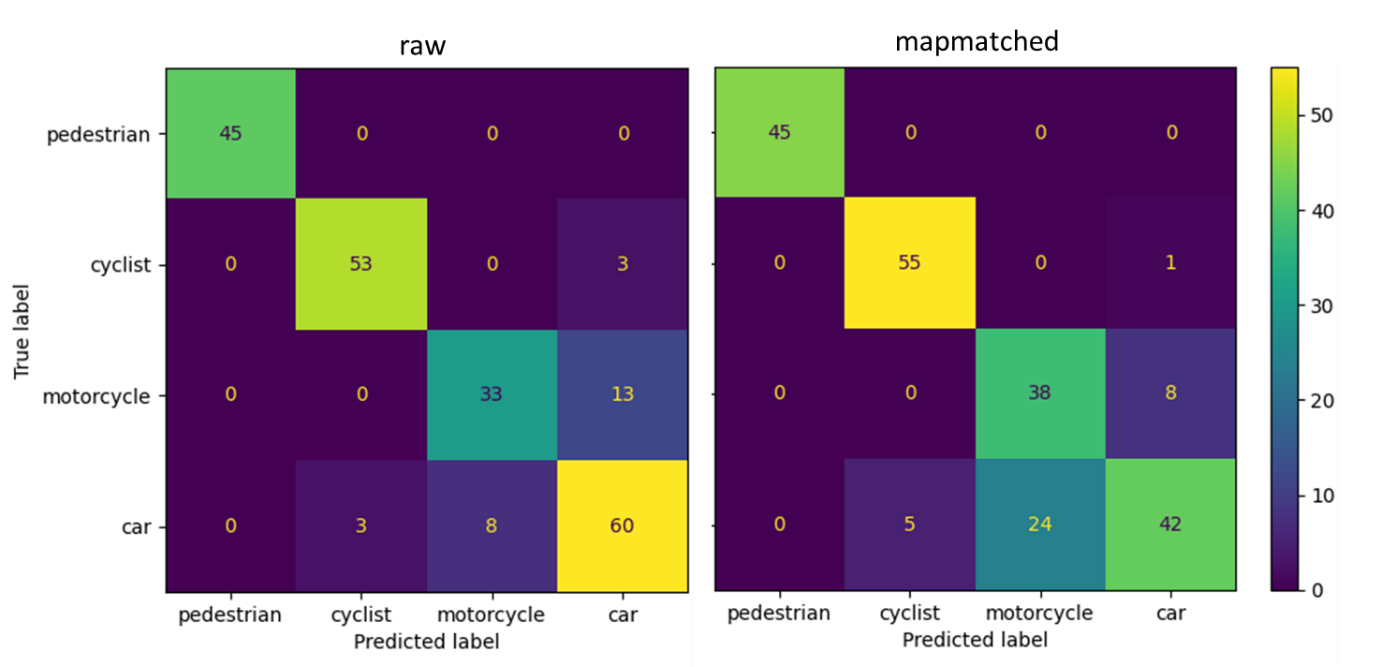 raw
mapmatched
True label
pedestrian 45 0 0 0
cyclist 0 53 0 3
motorcycle 0 0 33 13
car 0 3 8 60
pedestrian cyclist motorcycle car
Predicted label
45 0 0 0
0 55 0 1
0 0 38 8
0 5 24 42
pedestrian cyclist motorcycle car
Predicted label
50
40
30
20
10
0